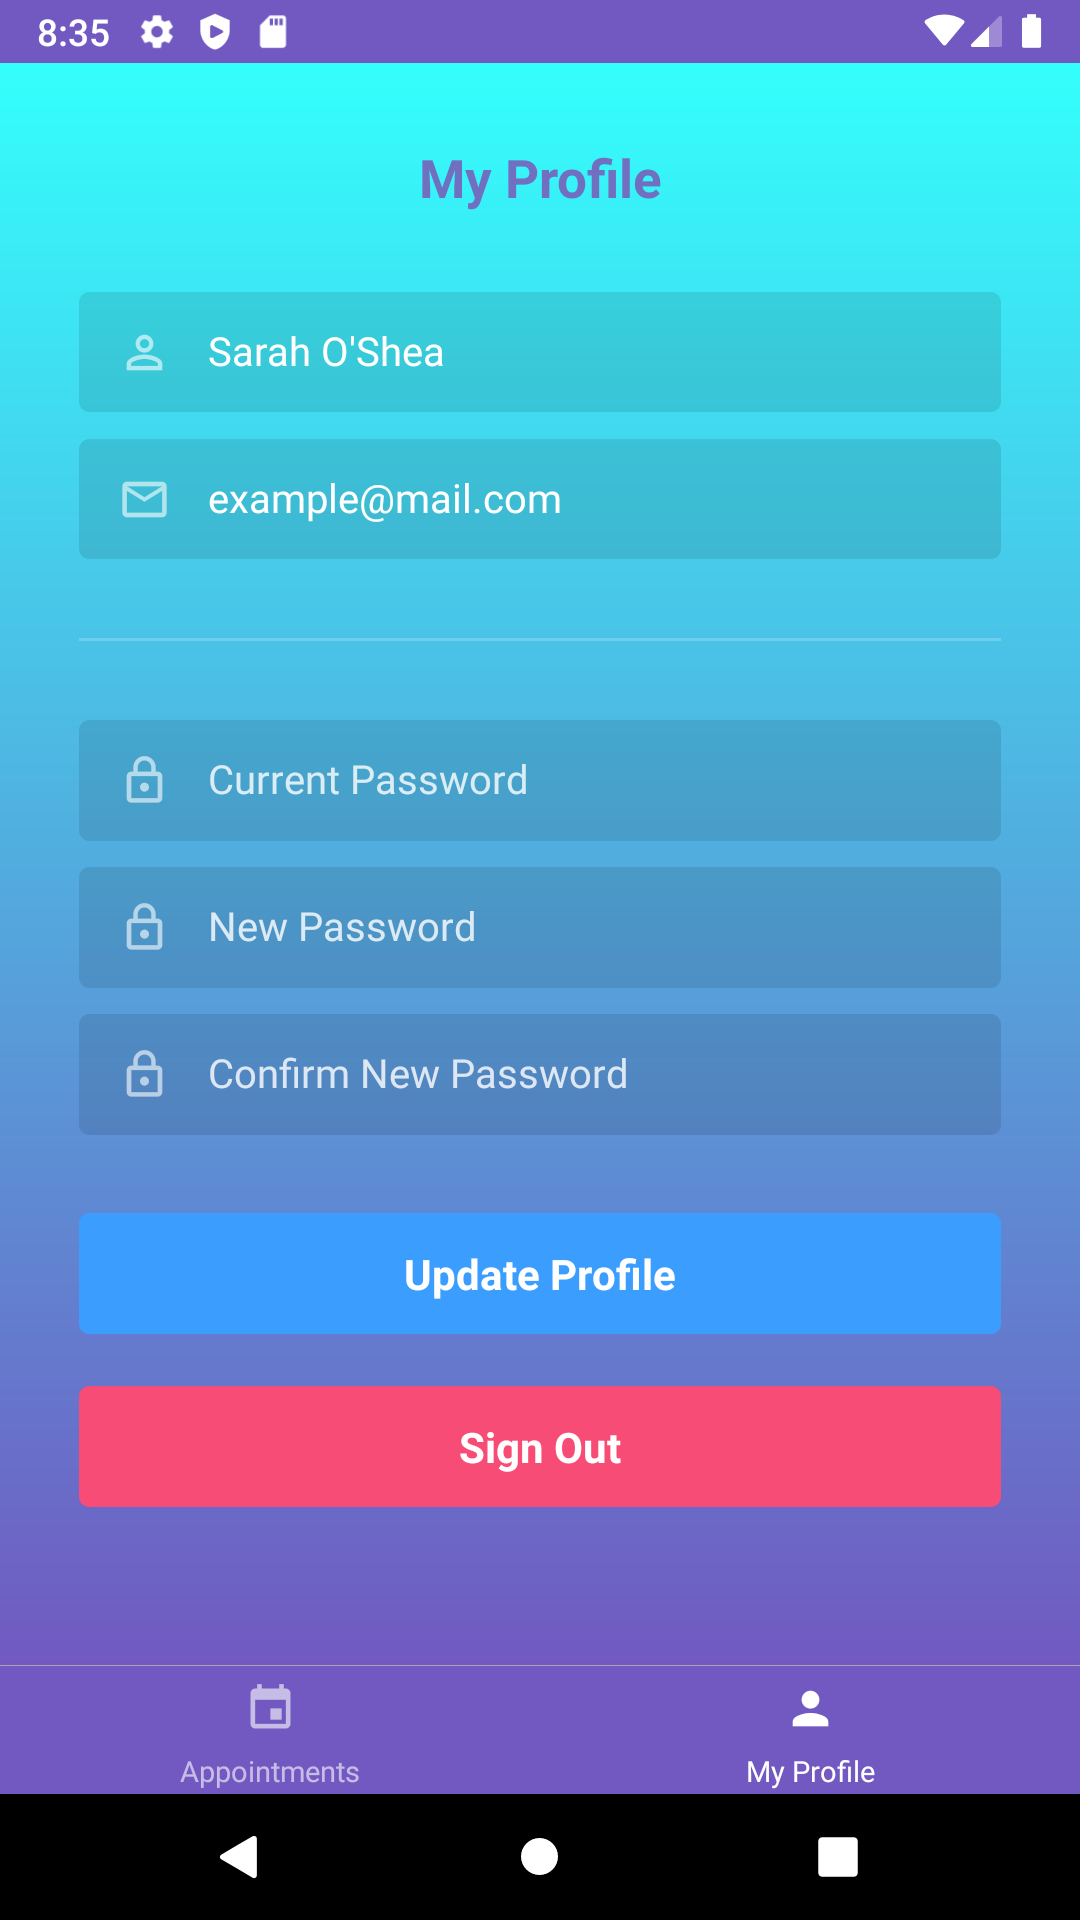 8:35
My Profile
Sarah O'Shea
example@mail.com
Current Password
New Password
Confirm New Password
Update Profile
Sign Out
Appointments
My Profile